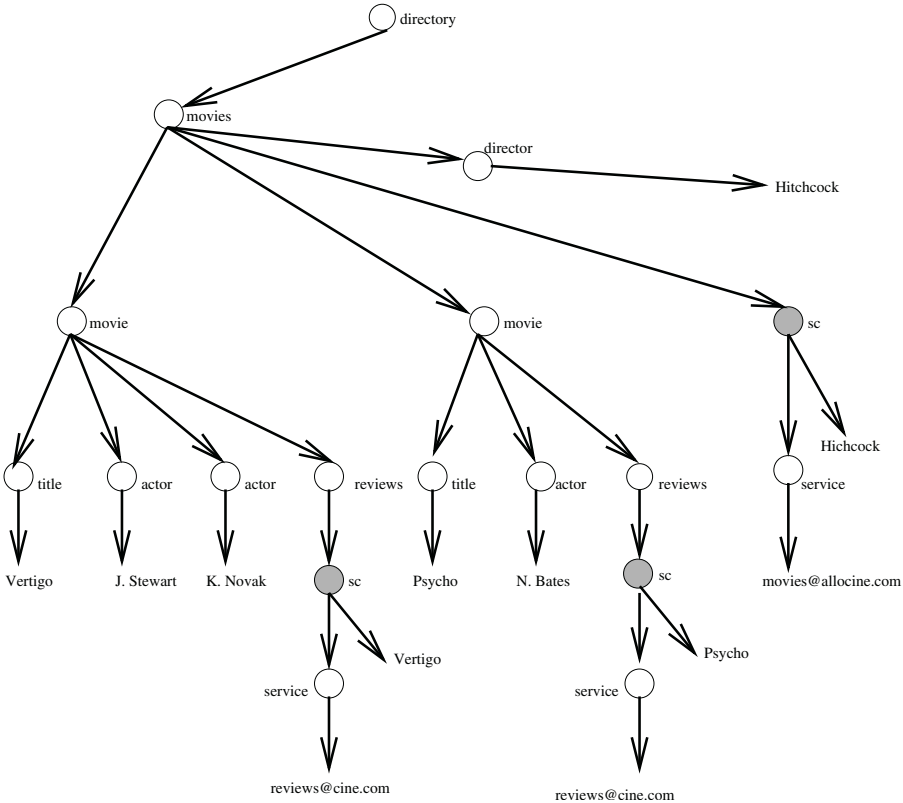 directory
movies
director
Hitchcock
movie
movie
sc
Hichcock
title
actor
actor
reviews
title
actor
reviews
service
Vertigo
J. Stewart
K. Novak
sc
Psycho
N. Bates
sc
movies@allocine.com
Vertigo
Psycho
service
service
reviews@cine.com
reviews@cine.com